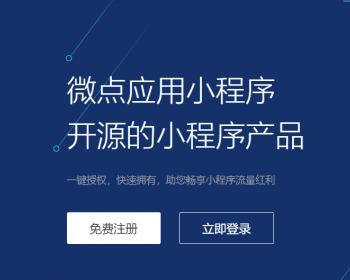 微点应用小程序
开源的小程序产品
一键授权，快速拥有，助您畅享小程序流量红利
免费注册
立即登录